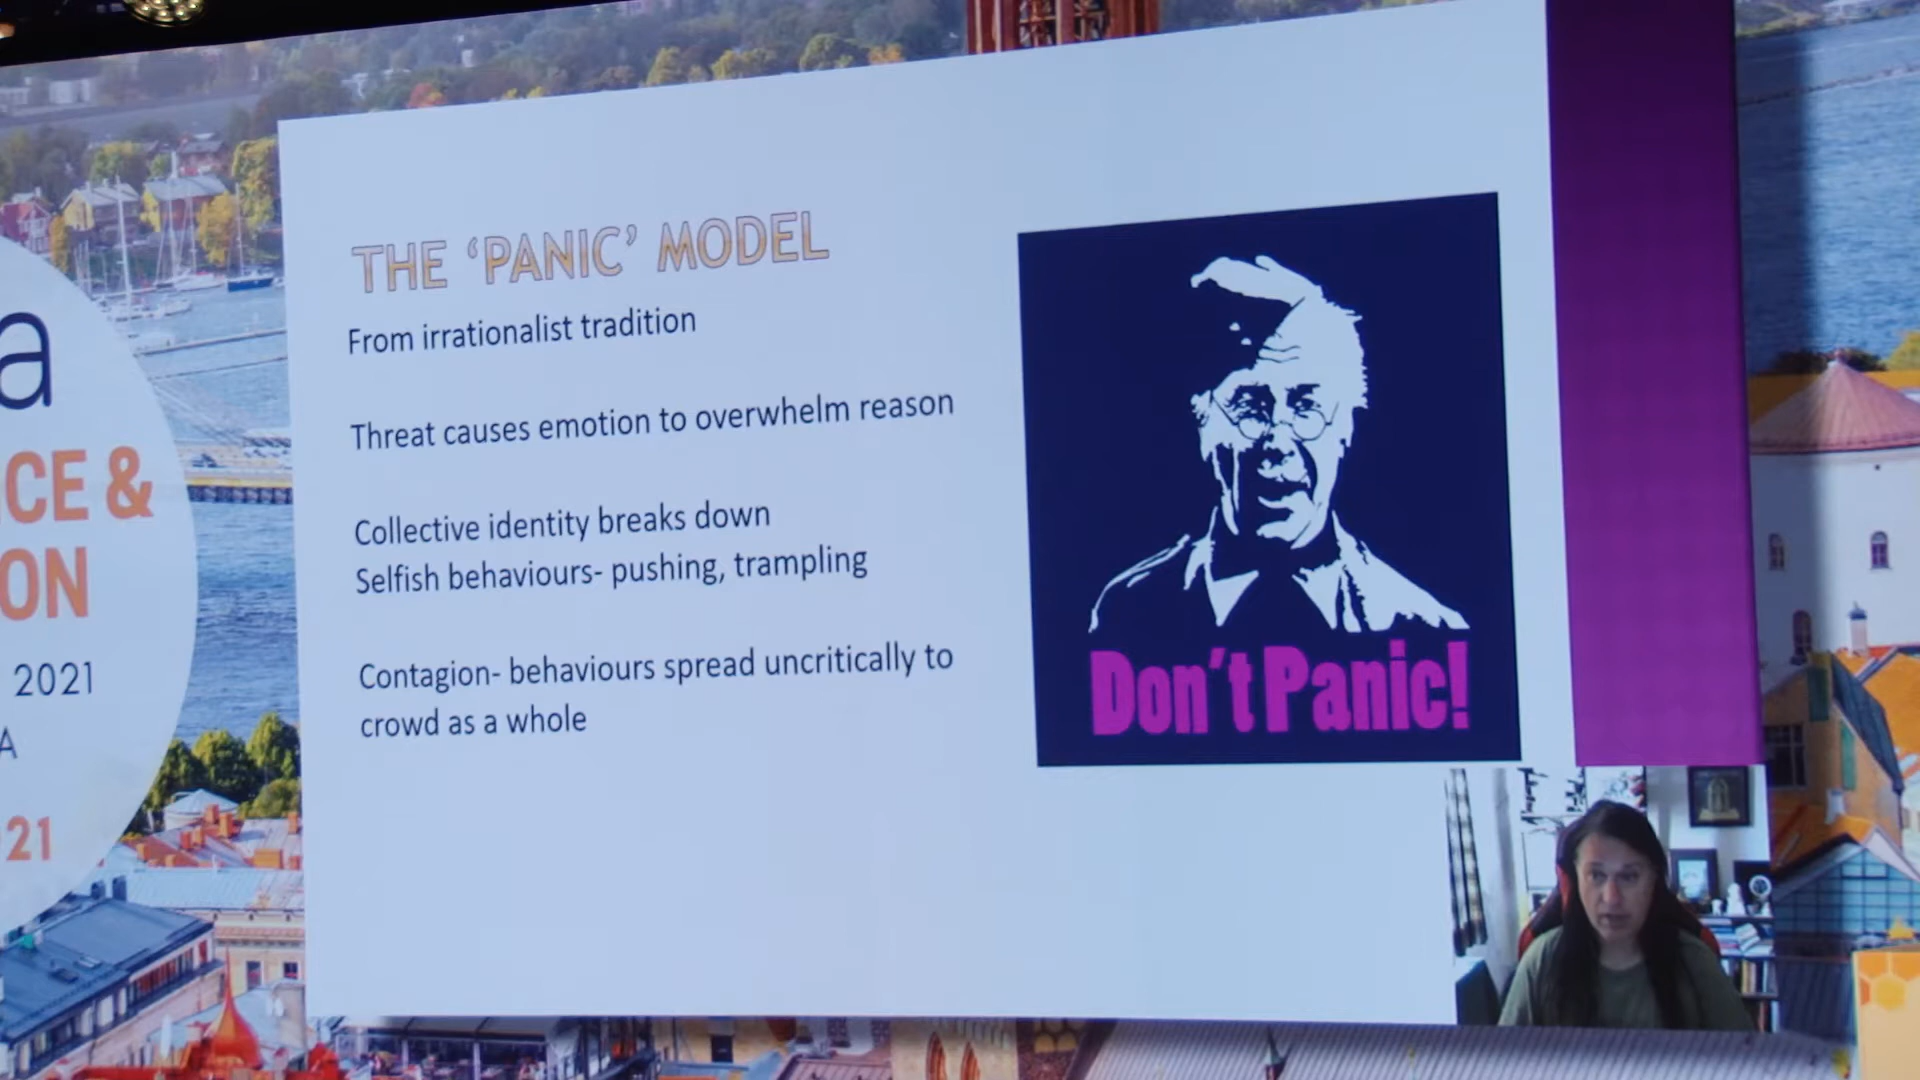 THE ‘PANIC’ MODEL
From irrationalist tradition
Threat causes emotion to overwhelm reason
Collective identity breaks down
Selfish behaviours- pushing, trampling
Contagion- behaviours spread uncritically to
crowd as a whole
Don't Panic!
a
CE &
ON
2021
A
21